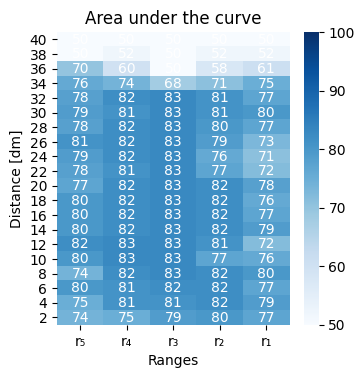 Area under the curve
40
38 52 52
36 70 60 58 61
34 76 74 68 71 75
32 78 82 83 81 77
30 79 81 83 81 80
28 78 82 83 80 77
26 81 82 83 79 73
24 79 82 83 76 71
22 78 81 83 77 72
20 77 82 83 82 78
18 80 82 83 82 76
16 80 82 83 82 77
14 80 82 83 82 79
12 82 83 83 81 72
10 80 83 83 77 76
8 74 82 83 82 80
6 80 81 82 82 77
4 75 81 81 82 79
2 74 75 79 80 77
r₅ r₄ r₃ r₂ r₁
Ranges
Distance [dm]
100
90
80
70
60
50